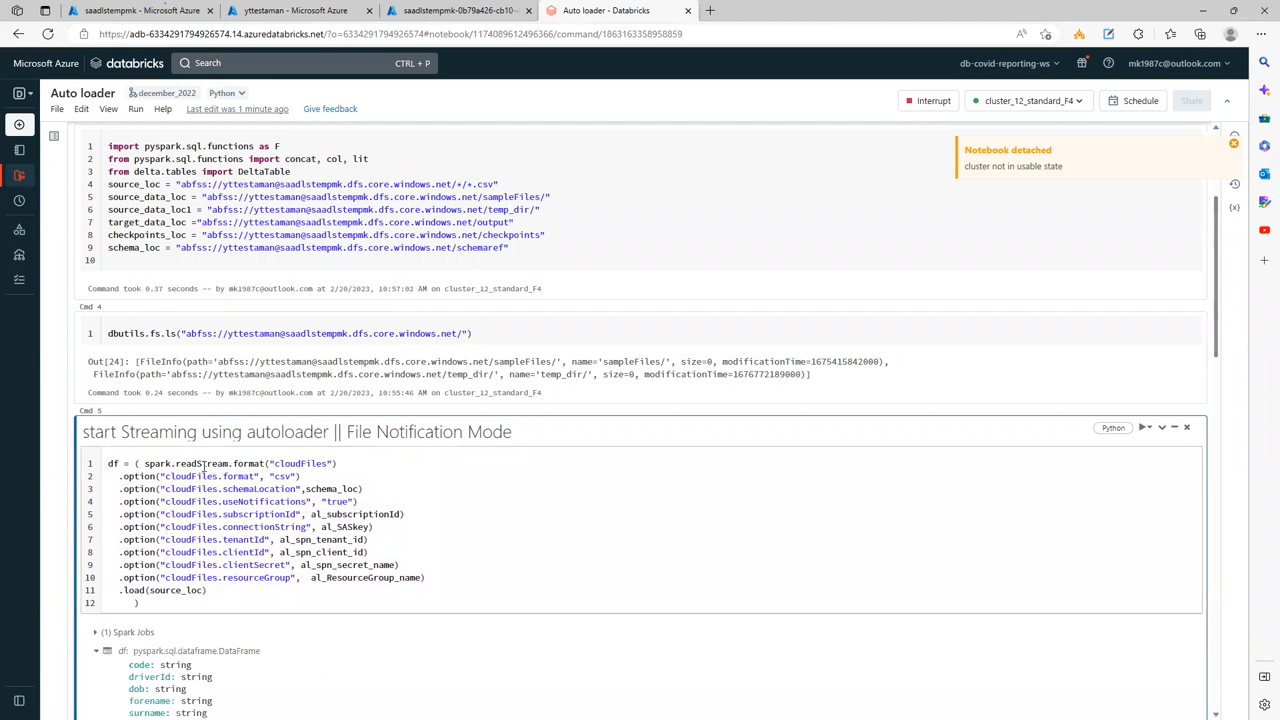 saadlstempmk - Microsoft Azure
yttestaman - Microsoft Azure
saadlstempmk-0b79a426-cb10-
Auto loader - Databricks
https://adb-6334291794926574.14.azuredatabricks.net/?o=6334291794926574#notebook/1174089612496366/command/1863163358958859
Microsoft Azure
databricks
Search
CTRL + P
db-covid-reporting-ws
mk1987c@outlook.com
Auto loader
december_2022
Python
File Edit View Run Help Last edit was 1 minute ago Give feedback
Interrupt
cluster_12_standard_F4
Schedule
Share
Notebook detached
cluster not in usable state
1 import pyspark.sql.functions as F
2 from pyspark.sql.functions import concat, col, lit
3 from delta.tables import DeltaTable
4 source_loc = "abfss://yttestaman@saadlstempmk.dfs.core.windows.net/*/*.csv"
5 source_data_loc = "abfss://yttestaman@saadlstempmk.dfs.core.windows.net/sampleFiles/"
6 source_data_loc1 = "abfss://yttestaman@saadlstempmk.dfs.core.windows.net/temp_dir/"
7 target_data_loc ="abfss://yttestaman@saadlstempmk.dfs.core.windows.net/output"
8 checkpoints_loc = "abfss://yttestaman@saadlstempmk.dfs.core.windows.net/checkpoints"
9 schema_loc = "abfss://yttestaman@saadlstempmk.dfs.core.windows.net/schemaref"
10
Command took 0.37 seconds -- by mk1987c@outlook.com at 2/20/2023, 10:57:02 AM on cluster_12_standard_F4
Cmd 4
1 dbutils.fs.ls("abfss://yttestaman@saadlstempmk.dfs.core.windows.net/")
Out[24]: [FileInfo(path='abfss://yttestaman@saadlstempmk.dfs.core.windows.net/sampleFiles/', name='sampleFiles/', size=0, modificationTime=1675415842000),
FileInfo(path='abfss://yttestaman@saadlstempmk.dfs.core.windows.net/temp_dir/', name='temp_dir/', size=0, modificationTime=1676772189000)]
Command took 0.24 seconds -- by mk1987c@outlook.com at 2/20/2023, 10:55:46 AM on cluster_12_standard_F4
Cmd 5
start Streaming using autoloader || File Notification Mode
Python
1 df = ( spark.readStream.format("cloudFiles")
2 .option("cloudFiles.format", "csv")
3 .option("cloudFiles.schemaLocation",schema_loc)
4 .option("cloudFiles.useNotifications", "true")
5 .option("cloudFiles.subscriptionId", al_subscriptionId)
6 .option("cloudFiles.connectionString", al_SASkey)
7 .option("cloudFiles.tenantId", al_spn_tenant_id)
8 .option("cloudFiles.clientId", al_spn_client_id)
9 .option("cloudFiles.clientSecret", al_spn_secret_name)
10 .option("cloudFiles.resourceGroup", al_ResourceGroup_name)
11 .load(source_loc)
12 )
(1) Spark Jobs
df: pyspark.sql.dataframe.DataFrame
code: string
driverId: string
dob: string
forename: string
surname: string